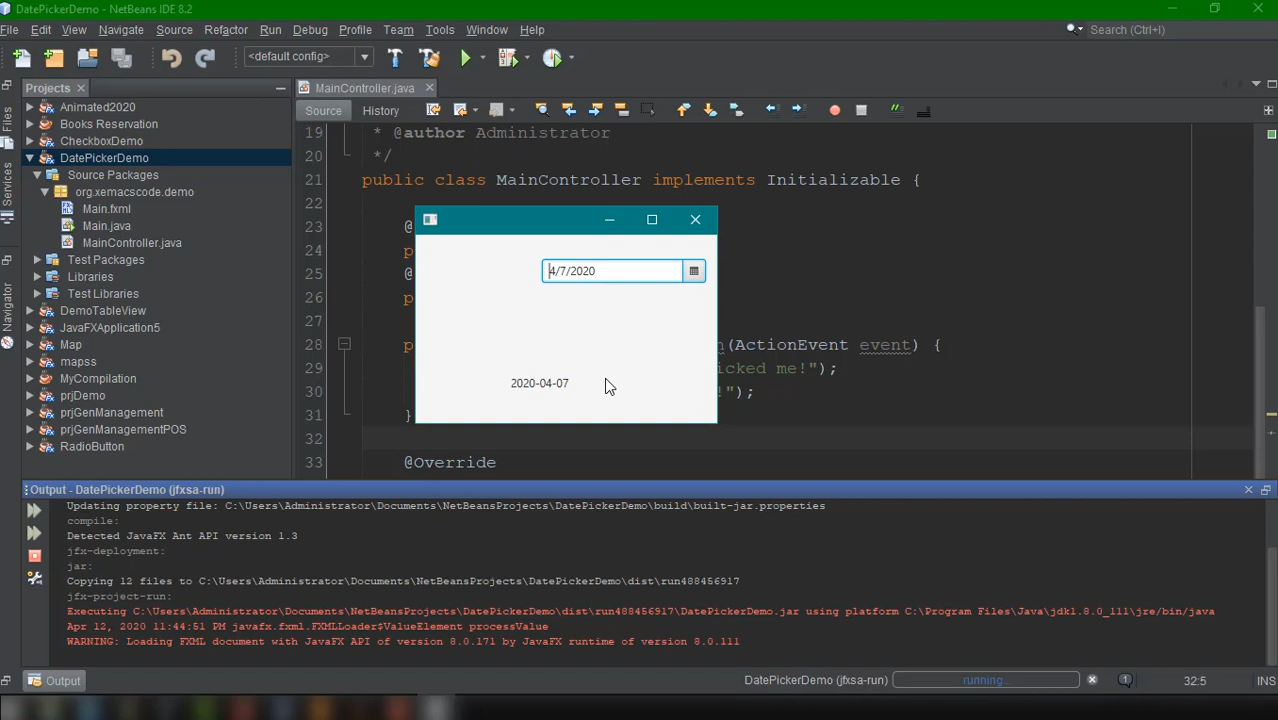 DatePickerDemo - NetBeans IDE 8.2
File Edit View Navigate Source Refactor Run Debug Profile Team Tools Window Help
Search (Ctrl+I)
<default config>
Projects
MainController.java
Files
Services
Navigator
Source History
Animated2020
Books Reservation
CheckboxDemo
DatePickerDemo
Source Packages
org.xemacscode.demo
Main.fxml
Main.java
MainController.java
Test Packages
Libraries
Test Libraries
DemoTableView
JavaFXApplication5
Map
mapss
MyCompilation
prjDemo
prjGenManagement
prjGenManagementPOS
RadioButton
19 * @author Administrator
20 */
21 public class MainController implements Initializable {
22
23 @
24 p
25 @
26 p
27
28 p (ActionEvent event) {
29 icked me!");
30 !");
31 }
32
33 @Override
4/7/2020
2020-04-07
Output - DatePickerDemo (jfxsa-run)
Updating property file: C:\Users\Administrator\Documents\NetBeansProjects\DatePickerDemo\build\built-jar.properties
compile:
Detected JavaFX Ant API version 1.3
jfx-deployment:
jar:
Copying 12 files to C:\Users\Administrator\Documents\NetBeansProjects\DatePickerDemo\dist\run488456917
jfx-project-run:
Executing C:\Users\Administrator\Documents\NetBeansProjects\DatePickerDemo\dist\run488456917\DatePickerDemo.jar using platform C:\Program Files\Java\jdk1.8.0_111\jre/bin/java
Apr 12, 2020 11:44:51 PM javafx.fxml.FXMLLoader$ValueElement processValue
WARNING: Loading FXML document with JavaFX API of version 8.0.171 by JavaFX runtime of version 8.0.111
Output
DatePickerDemo (jfxsa-run)
running...
1
32:5
INS